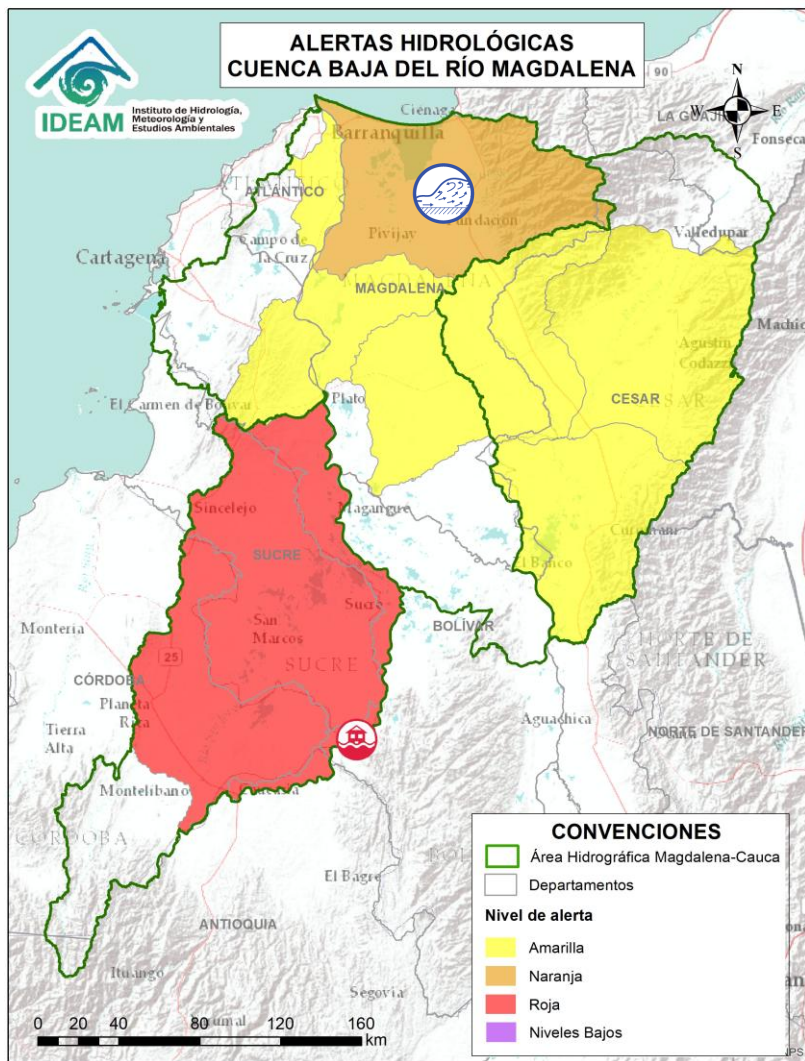 ALERTAS HIDROLÓGICAS
CUENCA BAJA DEL RÍO MAGDALENA
IDEAM
Instituto de Hidrología,
Meteorología y
Estudios Ambientales
N
W
E
S
90
LA GUAJI
Fonseca
Ciénaga
Barranquilla
ATLÁNTICO
Campo de
la Cruz
Pivijay
Fundación
Valledupar
Cartagena
MAGDALENA
Agustín
Codazzi
CESAR
El Carmen de Bolívar
Plato
Sincelejo
Magangué
Curumaní
El Banco
SUCRE
Sucre
San
Marcos
SUCRE
BOLÍVAR
NORTE DE
SANTANDER
Montería
25
CÓRDOBA
Planeta
Rica
Aguachica
NORTE DE SANTANDER
Tierra
Alta
Montelíbano
CÓRDOBA
El Bagre
ANTIOQUIA
Ituango
Segovia
CONVENCIONES
Área Hidrográfica Magdalena-Cauca
Departamentos
Nivel de alerta
Amarilla
Naranja
Roja
Niveles Bajos
0 20 40 80 120 160
km